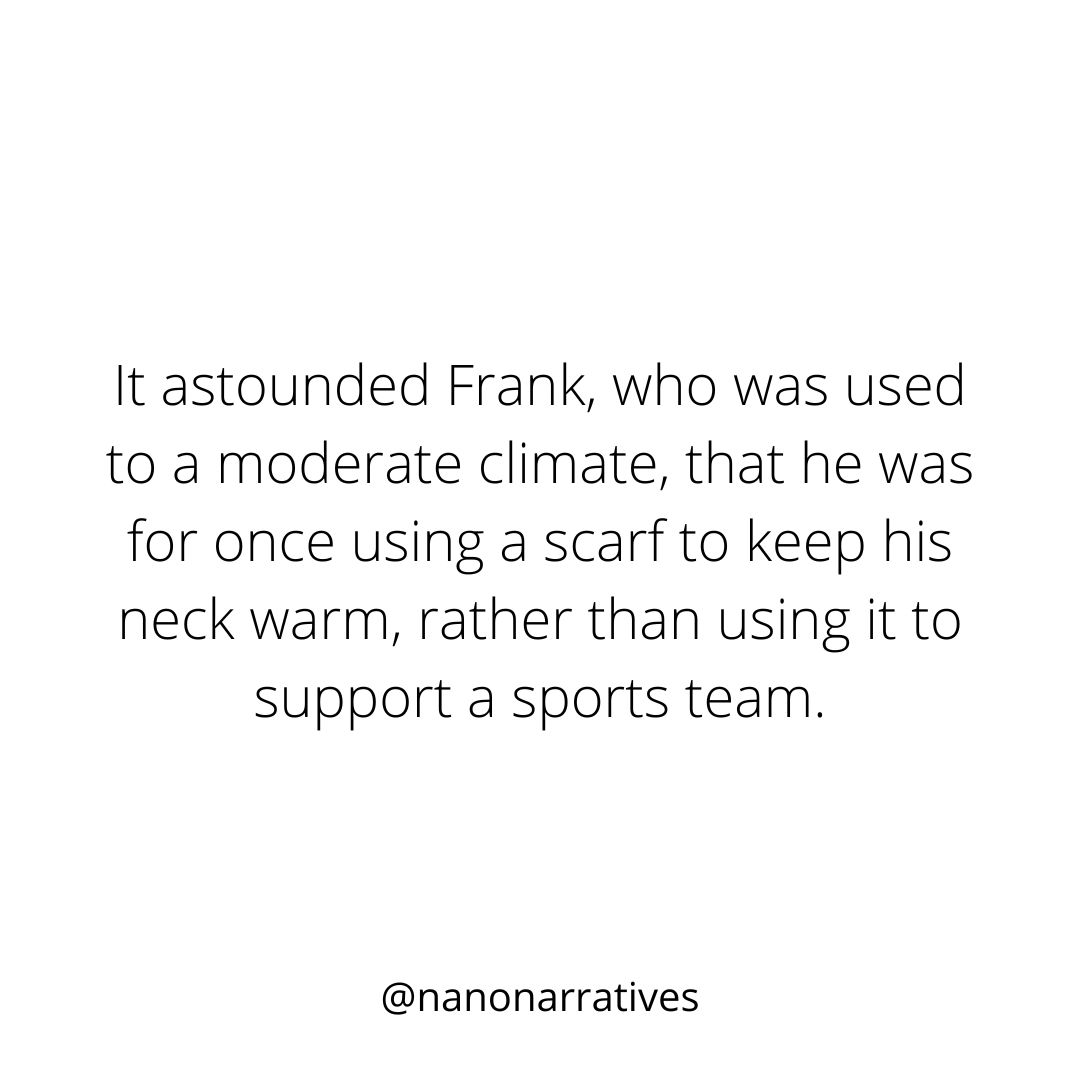 It astounded Frank, who was used
to a moderate climate, that he was
for once using a scarf to keep his
neck warm, rather than using it to
support a sports team.
@nanonarratives